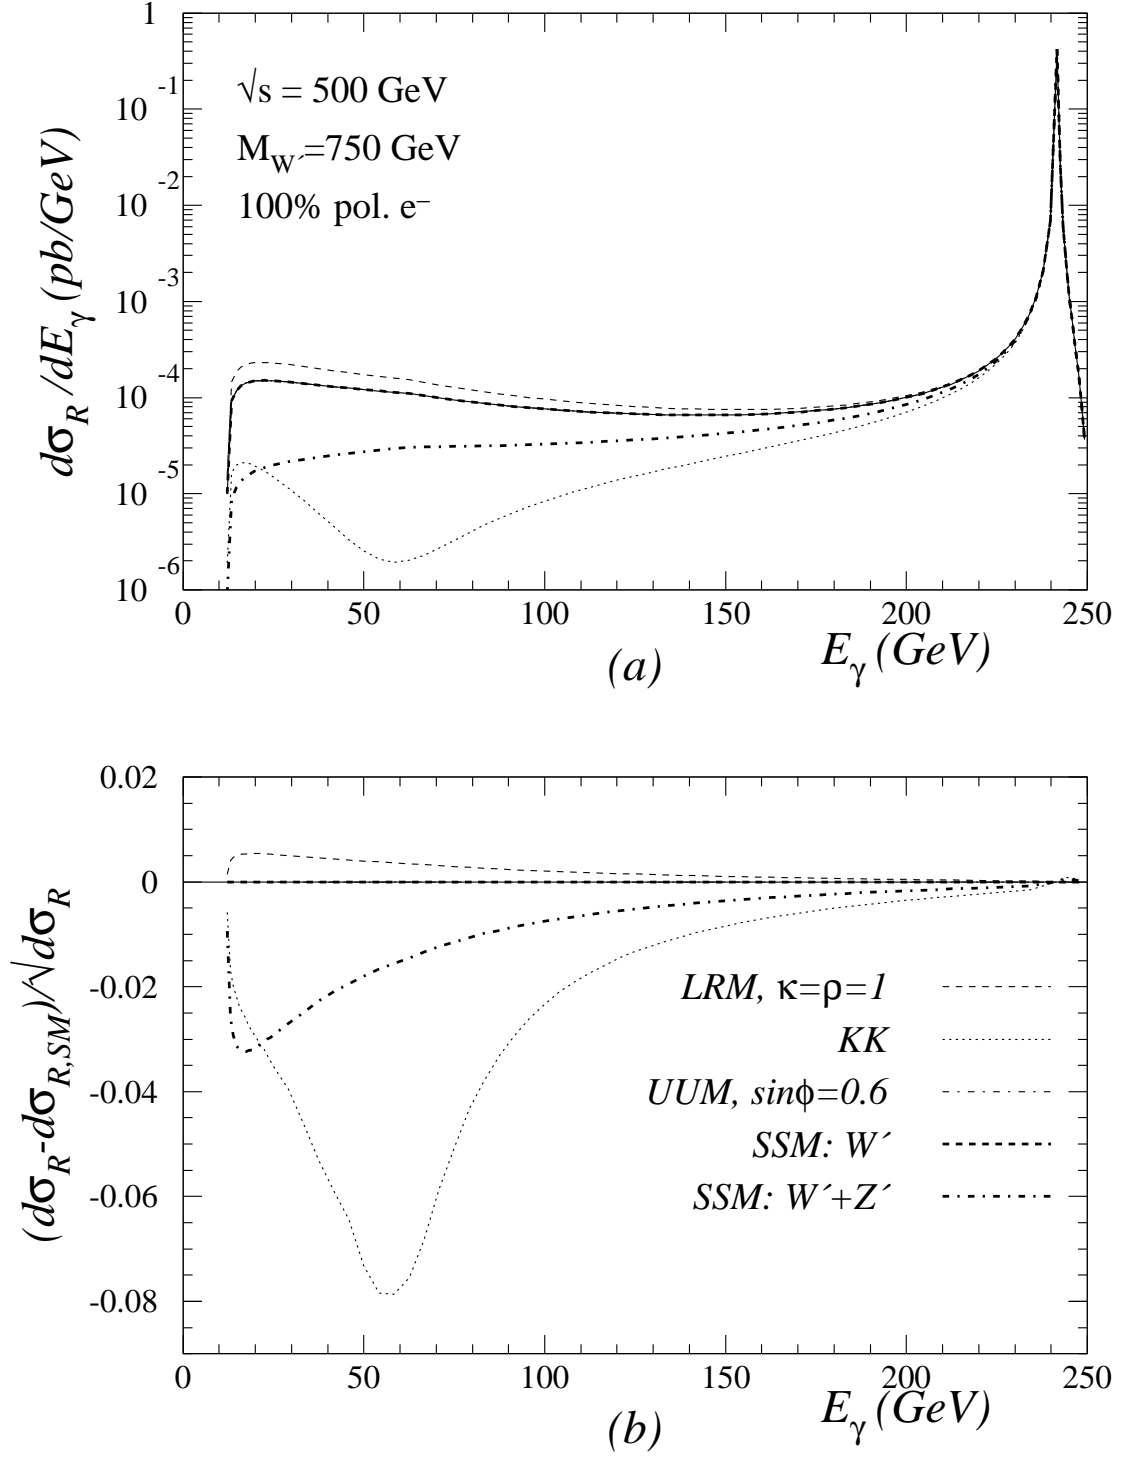 dσ_R/dE_γ (pb/GeV)
1
10^-1
10^-2
10^-3
10^-4
10^-5
10^-6
√s = 500 GeV
M_W´=750 GeV
100% pol. e⁻
0 50 100 150 200 250
(a)
E_γ (GeV)
(dσ_R-dσ_R,SM)/√dσ_R
0.02
0
-0.02
-0.04
-0.06
-0.08
LRM, κ=ρ=1
KK
UUM, sinϕ=0.6
SSM: W´
SSM: W´+Z´
0 50 100 150 200 250
(b)
E_γ (GeV)